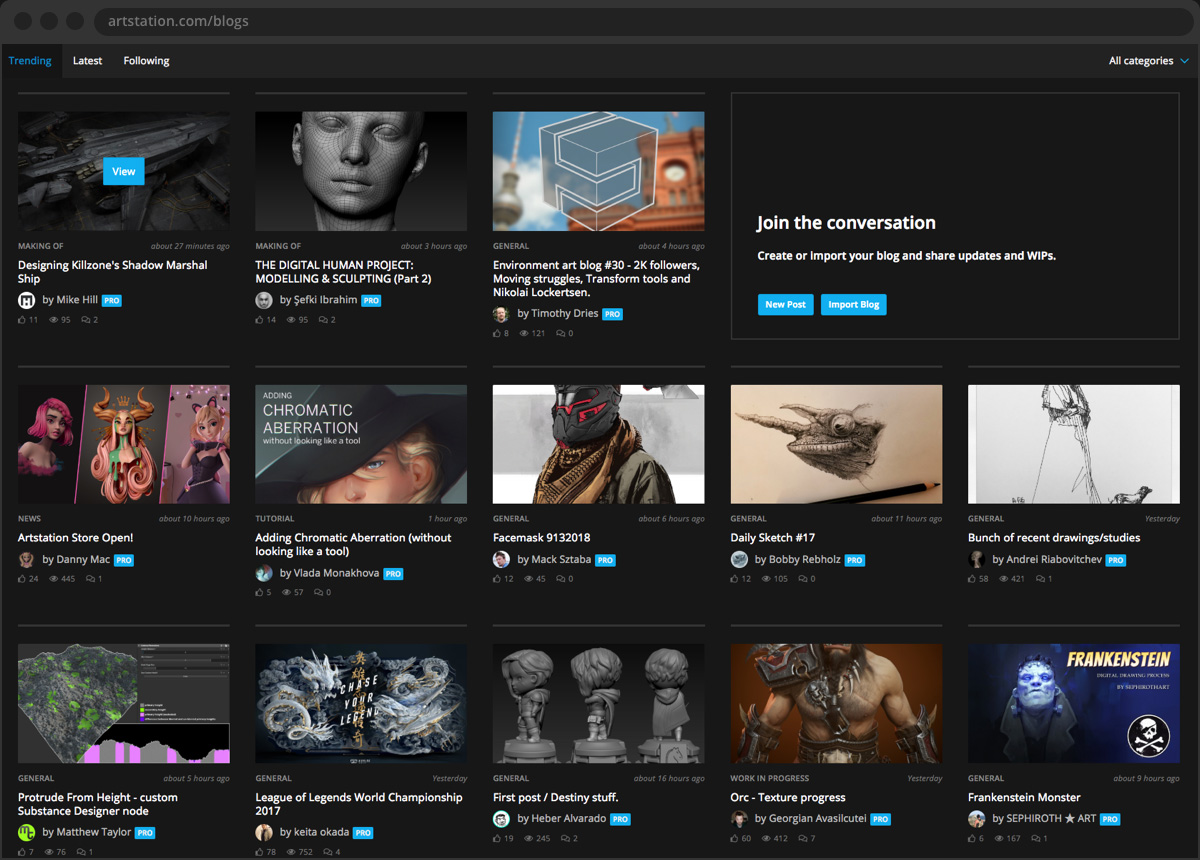 artstation.com/blogs
Trending
Latest
Following
All categories
View
MAKING OF
about 27 minutes ago
Designing Killzone's Shadow Marshal
Ship
by Mike Hill PRO
11 95 2
MAKING OF
about 3 hours ago
THE DIGITAL HUMAN PROJECT:
MODELLING & SCULPTING (Part 2)
by Şefki Ibrahim PRO
14 95 2
GENERAL
about 4 hours ago
Environment art blog #30 - 2K followers,
Moving struggles, Transform tools and
Nikolai Lockertsen.
by Timothy Dries PRO
8 121 0
Join the conversation
Create or import your blog and share updates and WIPs.
New Post
Import Blog
NEWS
about 10 hours ago
Artstation Store Open!
by Danny Mac PRO
24 445 1
ADDING
CHROMATIC
ABERRATION
without looking like a tool
TUTORIAL
1 hour ago
Adding Chromatic Aberration (without
looking like a tool)
by Vlada Monakhova PRO
5 57 0
GENERAL
about 6 hours ago
Facemask 9132018
by Mack Sztaba PRO
12 45 0
GENERAL
about 11 hours ago
Daily Sketch #17
by Bobby Rebholz PRO
12 105 0
GENERAL
Yesterday
Bunch of recent drawings/studies
by Andrei Riabovitchev PRO
58 421 1
GENERAL
about 5 hours ago
Protrude From Height - custom
Substance Designer node
by Matthew Taylor PRO
7 76 1
CHASE
YOUR
LEGEND
GENERAL
Yesterday
League of Legends World Championship
2017
by keita okada PRO
78 752 4
GENERAL
about 16 hours ago
First post / Destiny stuff.
by Heber Alvarado PRO
19 245 2
WORK IN PROGRESS
Yesterday
Orc - Texture progress
by Georgian Avasilcutei PRO
60 412 7
FRANKENSTEIN
DIGITAL DRAWING PROCESS
BY SEPHIROTHART
GENERAL
about 9 hours ago
Frankenstein Monster
by SEPHIROTH ★ ART PRO
6 167 1